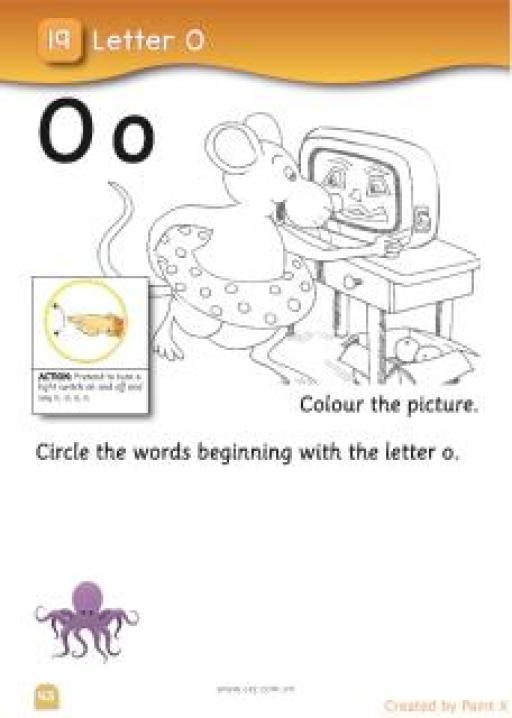 19 Letter O
O o
ACTION: Pretend to turn a
light switch on and off and
say o, o, o, o.
Colour the picture.
Circle the words beginning with the letter o.
43
Created by Paint X